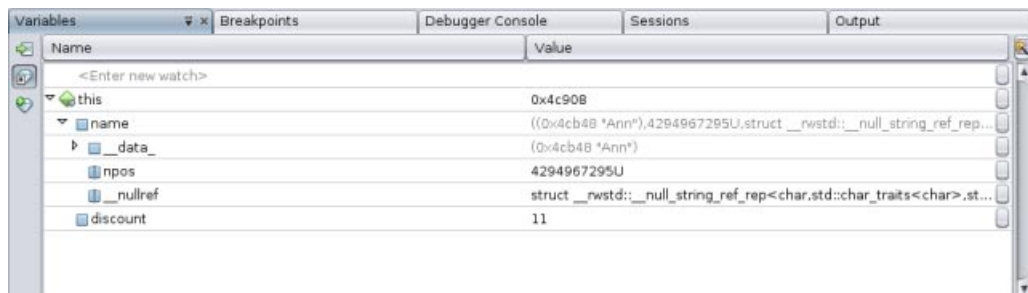 Variables Breakpoints Debugger Console Sessions Output
Name Value
<Enter new watch>
this 0x4c908
name ((0x4cb48 "Ann"),4294967295U,struct __rwstd::__null_string_ref_rep...
__data_ (0x4cb48 "Ann")
npos 4294967295U
__nullref struct __rwstd::__null_string_ref_rep<char,std::char_traits<char>,st...
discount 11